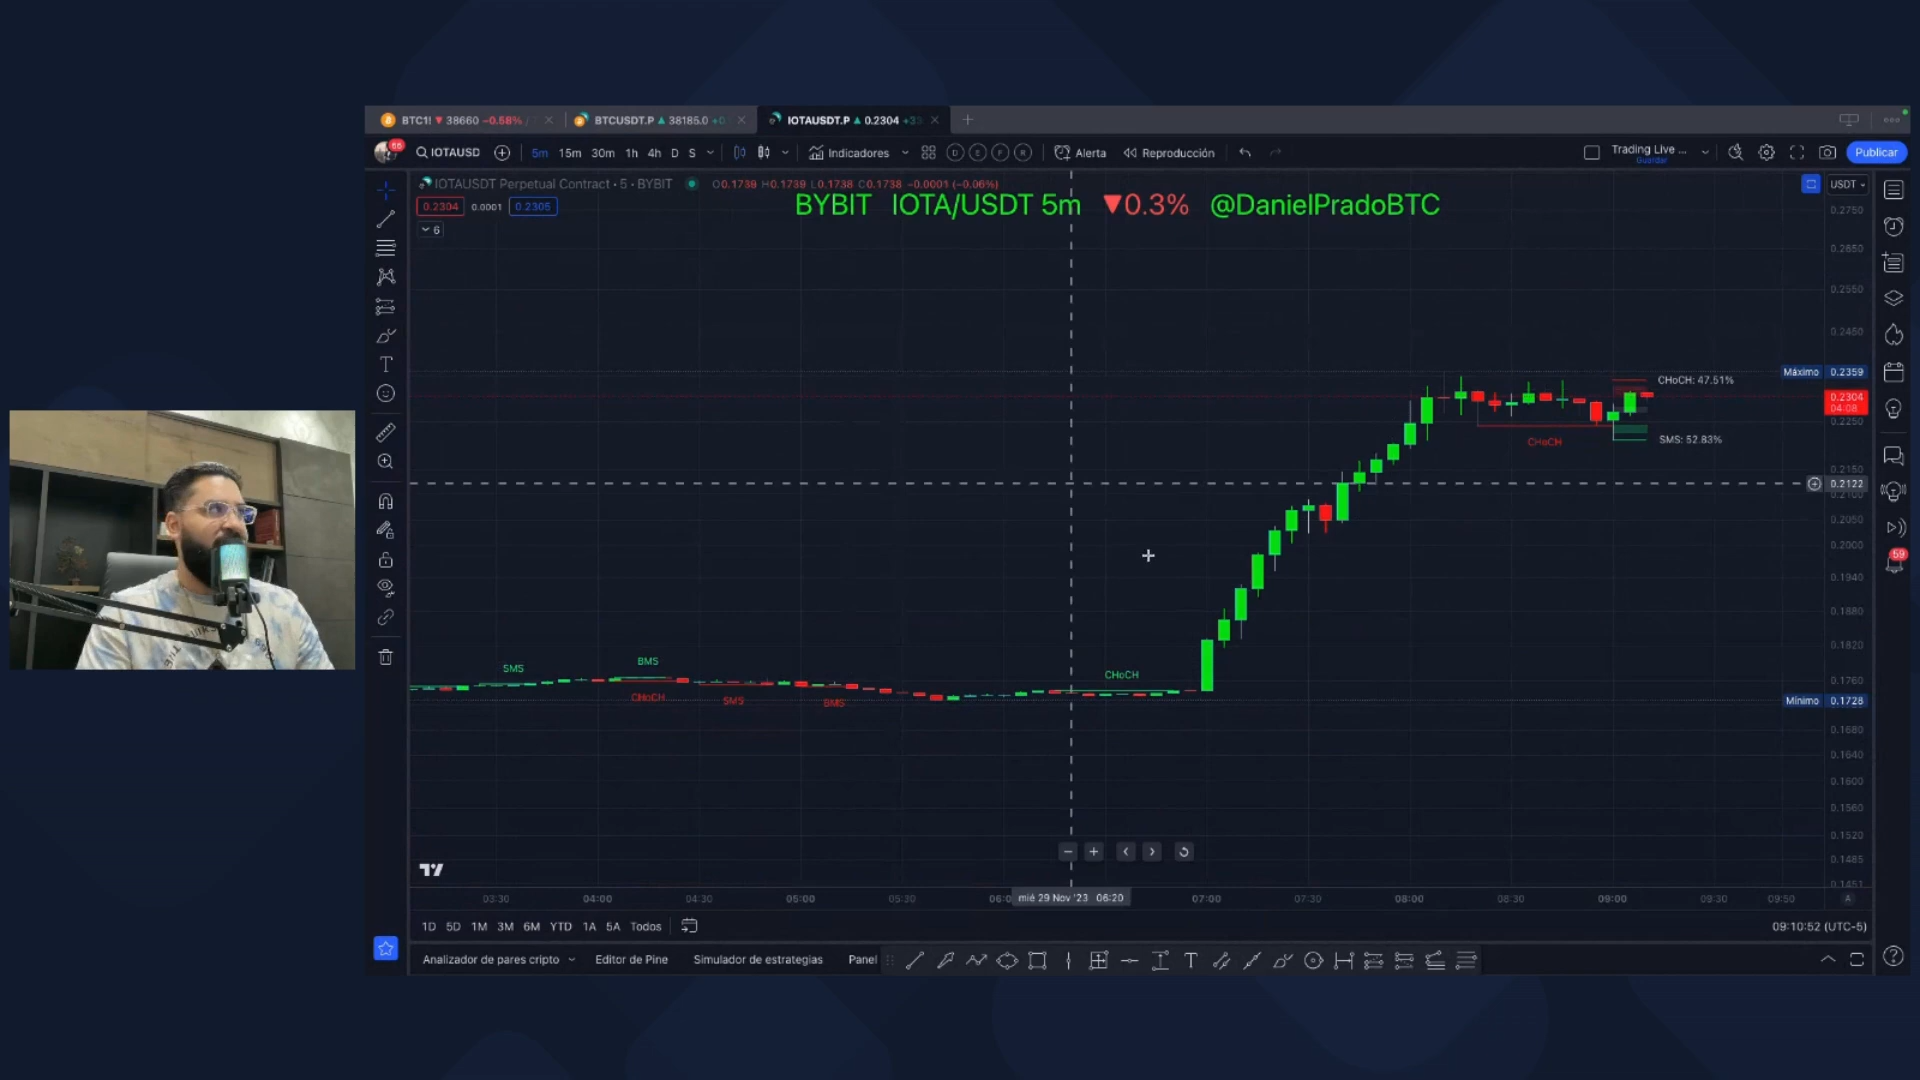 BTC1! ▼ 38660 −0.58% /
BTCUSDT.P ▲ 38185.0 +0
IOTAUSDT.P ▲ 0.2304 +33
66
IOTAUSD
5m 15m 30m 1h 4h D S
Indicadores
D E F R
Alerta
Reproducción
Trading Live ...
Guardar
Publicar
IOTAUSDT Perpetual Contract · 5 · BYBIT
O0.1739 H0.1739 L0.1738 C0.1738 −0.0001 (−0.06%)
USDT
0.2304 0.0001 0.2305
BYBIT IOTA/USDT 5m ▼0.3% @DanielPradoBTC
6
0.2750
0.2650
0.2550
0.2450
Máximo 0.2359
CHoCH: 47.51%
0.2304
04:08
0.2250
CHoCH
SMS: 52.83%
0.2150
0.2122
0.2100
0.2050
0.2000
59
0.1940
0.1880
0.1820
SMS
BMS
CHoCH
0.1760
CHoCH
SMS
BMS
Mínimo 0.1728
0.1680
0.1640
0.1600
0.1560
0.1520
0.1485
0.1451
03:30 04:00 04:30 05:00 05:30 06:0 mié 29 Nov '23 06:20 07:00 07:30 08:00 08:30 09:00 09:30 09:50 A
1D 5D 1M 3M 6M YTD 1A 5A Todos
09:10:52 (UTC-5)
Analizador de pares cripto Editor de Pine Simulador de estrategias Panel